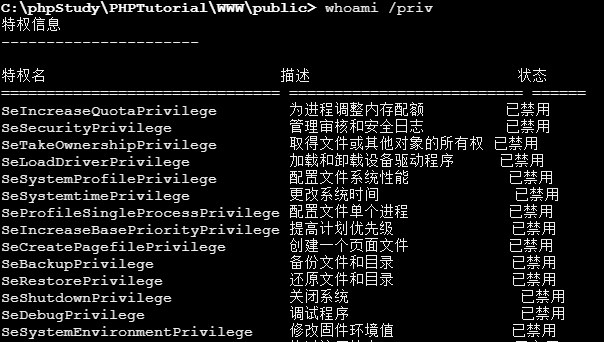 C:\phpStudy\PHPTutorial\WWW\public> whoami /priv
特权信息
----------------------
特权名 描述 状态
=============================== ========================== ======
SeIncreaseQuotaPrivilege 为进程调整内存配额 已禁用
SeSecurityPrivilege 管理审核和安全日志 已禁用
SeTakeOwnershipPrivilege 取得文件或其他对象的所有权 已禁用
SeLoadDriverPrivilege 加载和卸载设备驱动程序 已禁用
SeSystemProfilePrivilege 配置文件系统性能 已禁用
SeSystemtimePrivilege 更改系统时间 已禁用
SeProfileSingleProcessPrivilege 配置文件单个进程 已禁用
SeIncreaseBasePriorityPrivilege 提高计划优先级 已禁用
SeCreatePagefilePrivilege 创建一个页面文件 已禁用
SeBackupPrivilege 备份文件和目录 已禁用
SeRestorePrivilege 还原文件和目录 已禁用
SeShutdownPrivilege 关闭系统 已禁用
SeDebugPrivilege 调试程序 已禁用
SeSystemEnvironmentPrivilege 修改固件环境值 已禁用